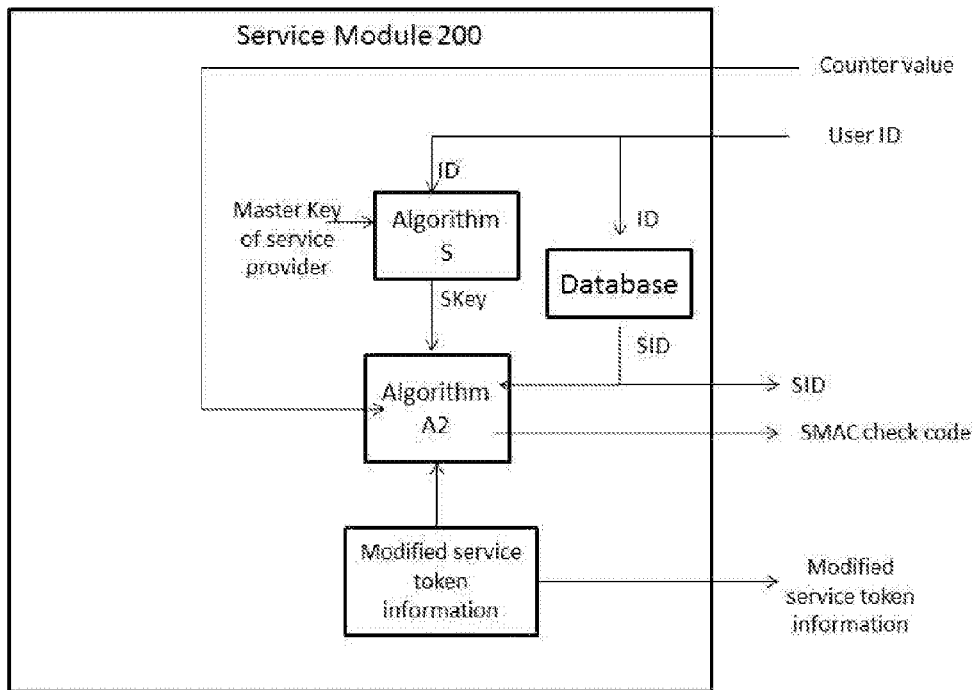 Service Module 200
Counter value
User ID
ID
Master Key
of service
provider
Algorithm
S
ID
Database
SKey
SID
Algorithm
A2
SID
SMAC check code
Modified service
token
information
Modified
service token
information